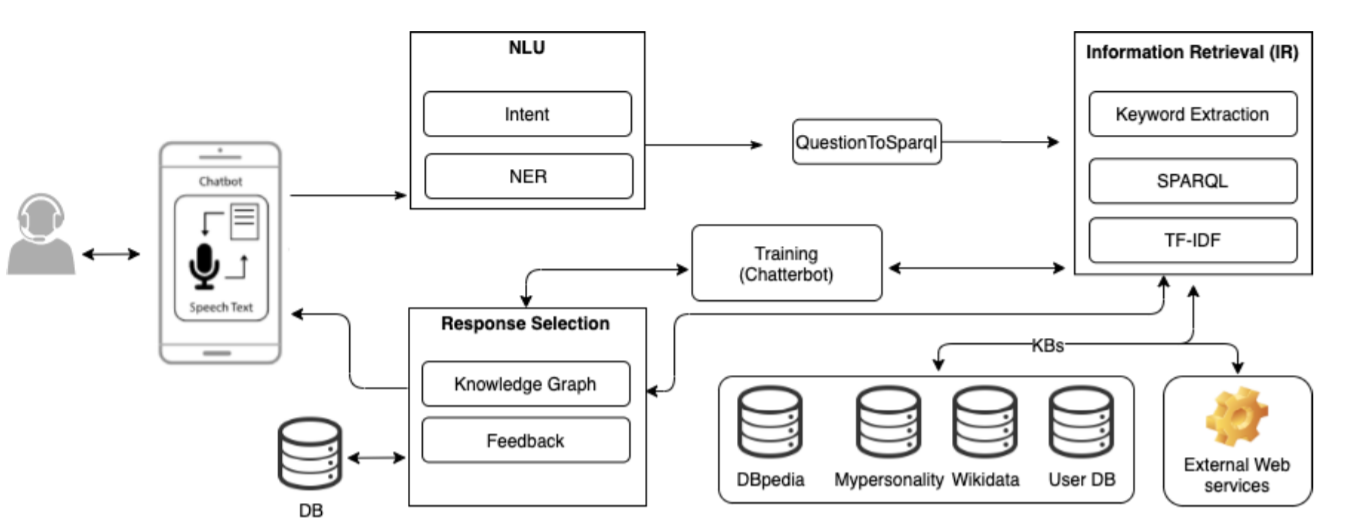 NLU
Intent
NER
QuestionToSparql
Information Retrieval (IR)
Keyword Extraction
SPARQL
TF-IDF
Chatbot
Speech Text
Training
(Chatterbot)
Response Selection
Knowledge Graph
Feedback
DB
KBs
DBpedia
Mypersonality
Wikidata
User DB
External Web
services